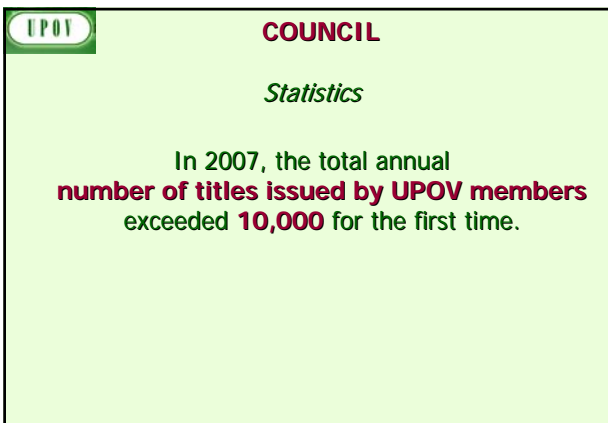 UPOV
COUNCIL
Statistics
In 2007, the total annual
number of titles issued by UPOV members
exceeded 10,000 for the first time.